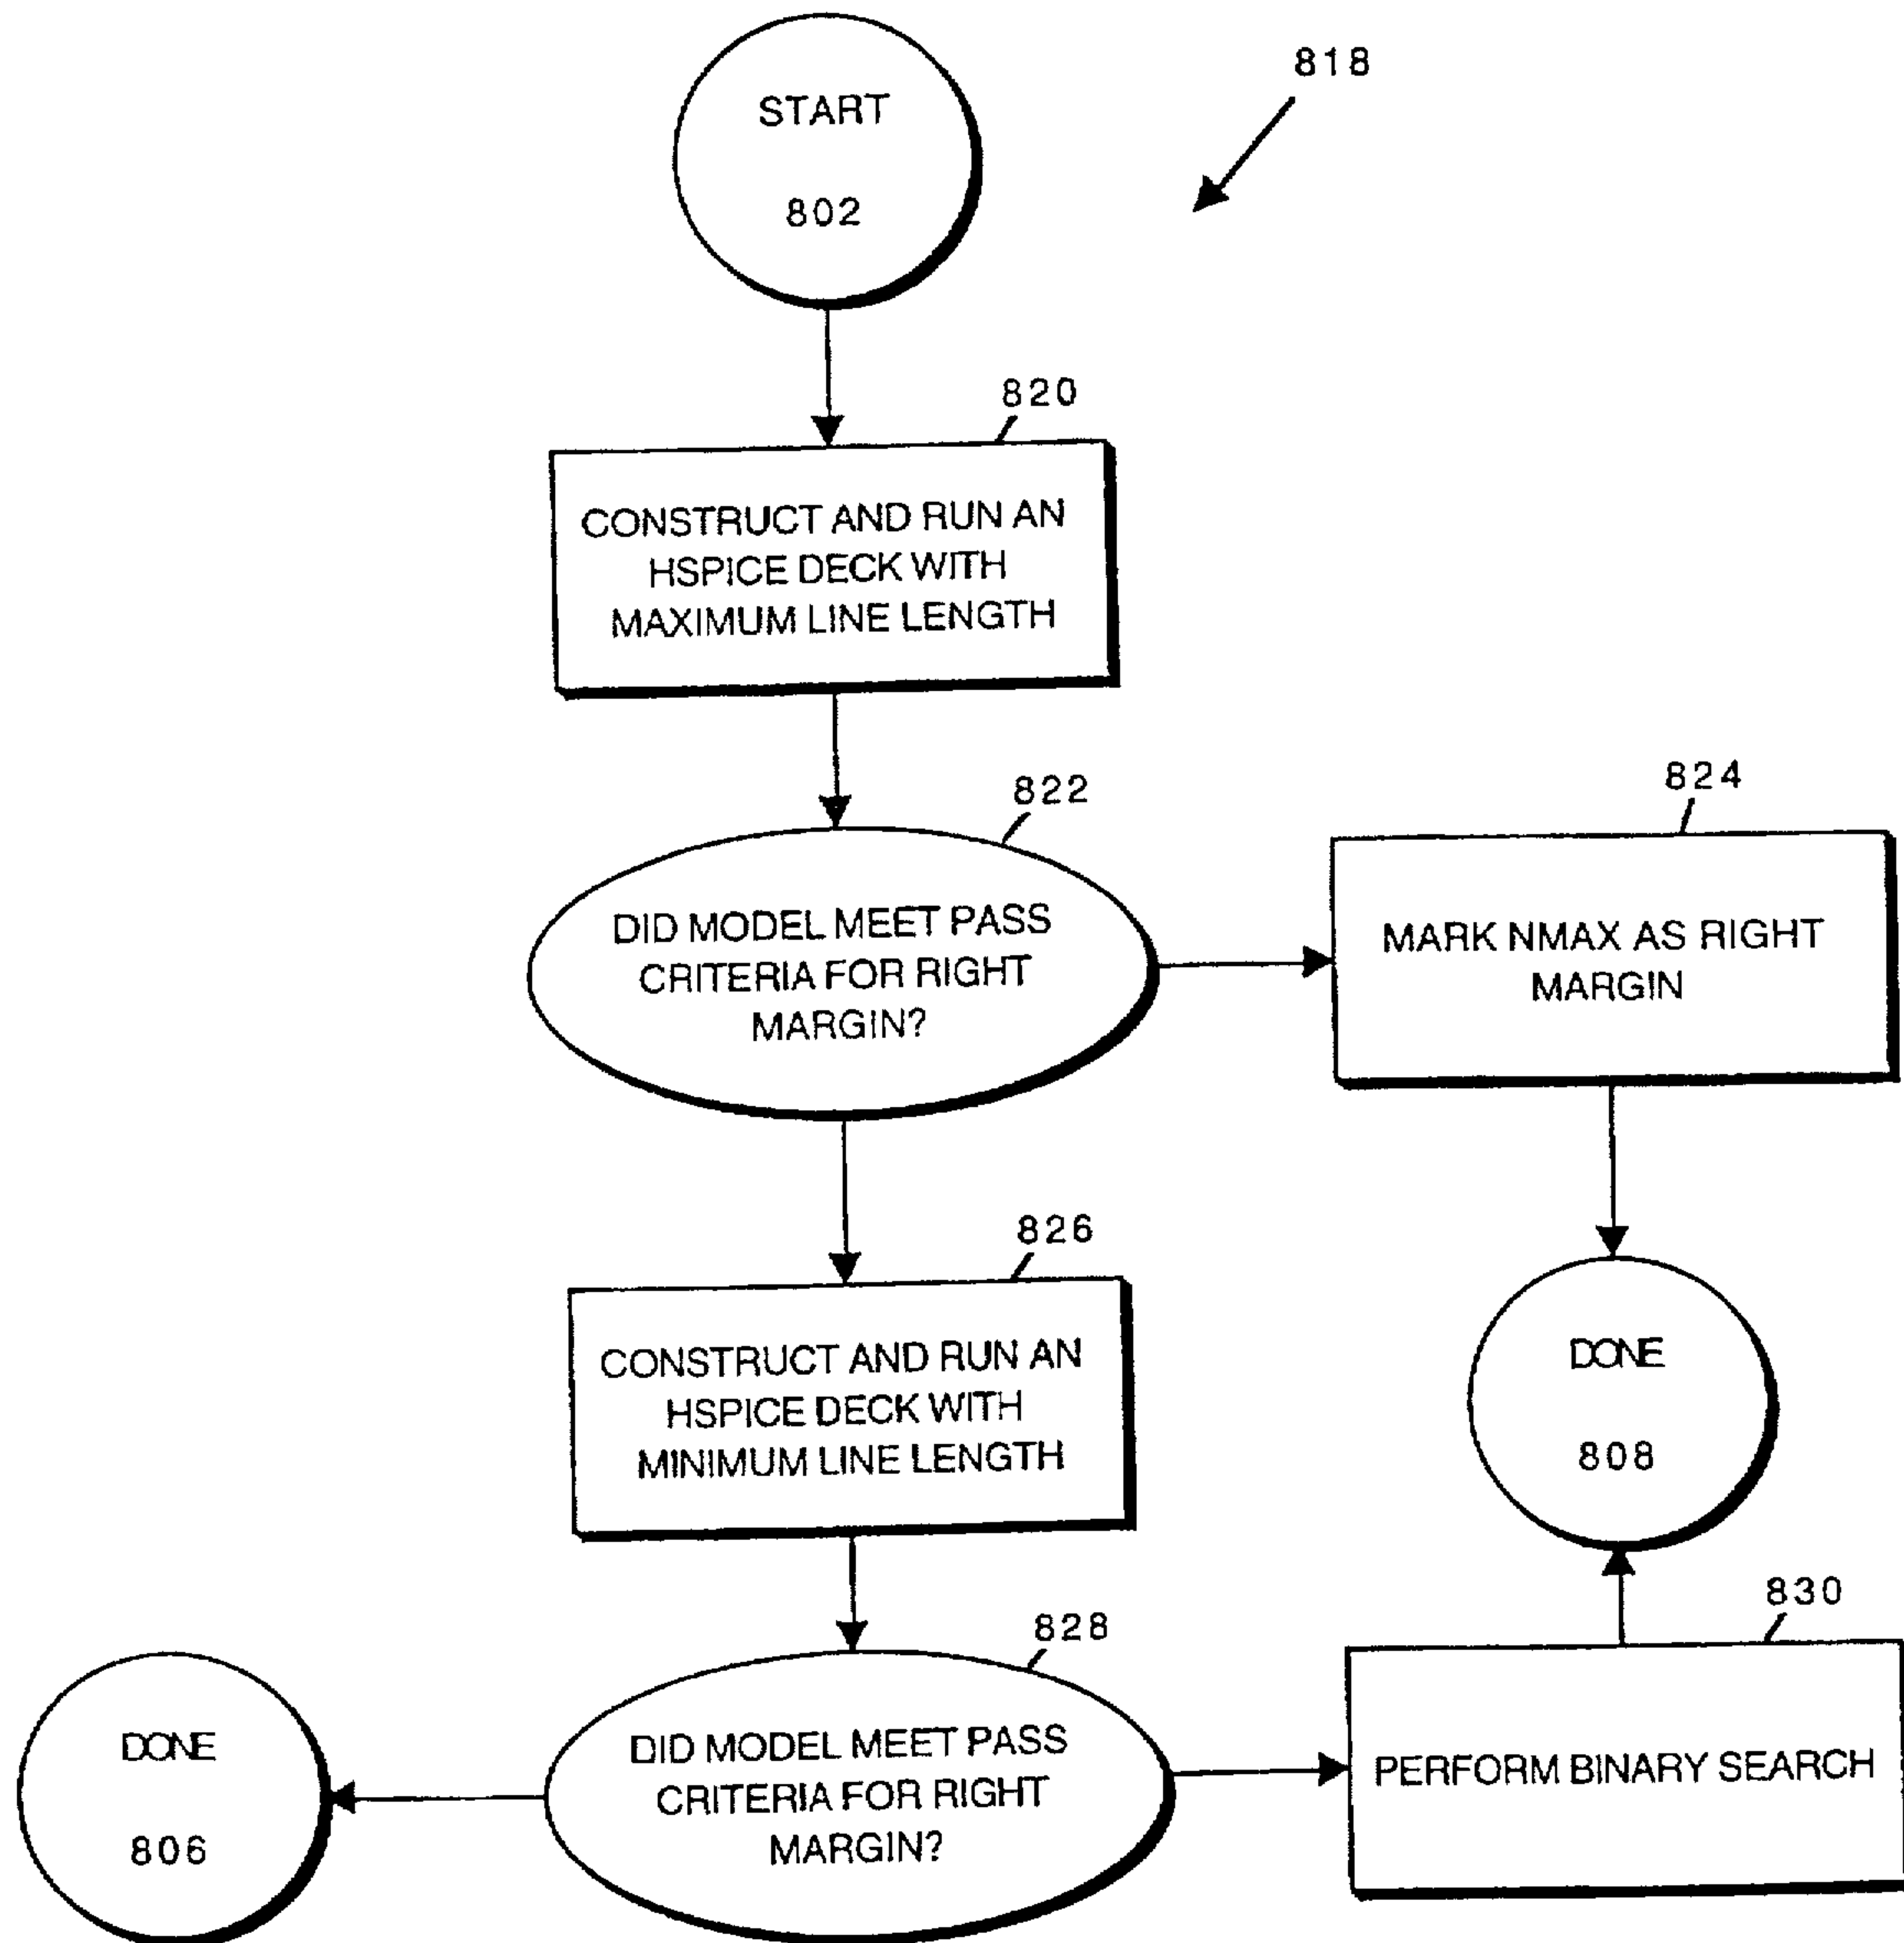 818
START
802
820
CONSTRUCT AND RUN AN
HSPICE DECK WITH
MAXIMUM LINE LENGTH
822
DID MODEL MEET PASS
CRITERIA FOR RIGHT
MARGIN?
824
MARK NMAX AS RIGHT
MARGIN
826
CONSTRUCT AND RUN AN
HSPICE DECK WITH
MINIMUM LINE LENGTH
DONE
808
828
DID MODEL MEET PASS
CRITERIA FOR RIGHT
MARGIN?
830
PERFORM BINARY SEARCH
DONE
806